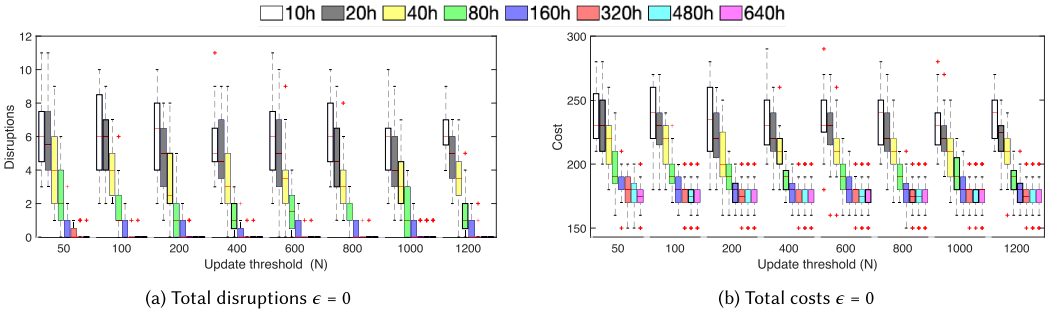 10h 20h 40h 80h 160h 320h 480h 640h
12
10
8
6
4
2
0
Disruptions
50 100 200 400 600 800 1000 1200
Update threshold (N)
(a) Total disruptions ϵ = 0
300
250
200
150
Cost
50 100 200 400 600 800 1000 1200
Update threshold (N)
(b) Total costs ϵ = 0